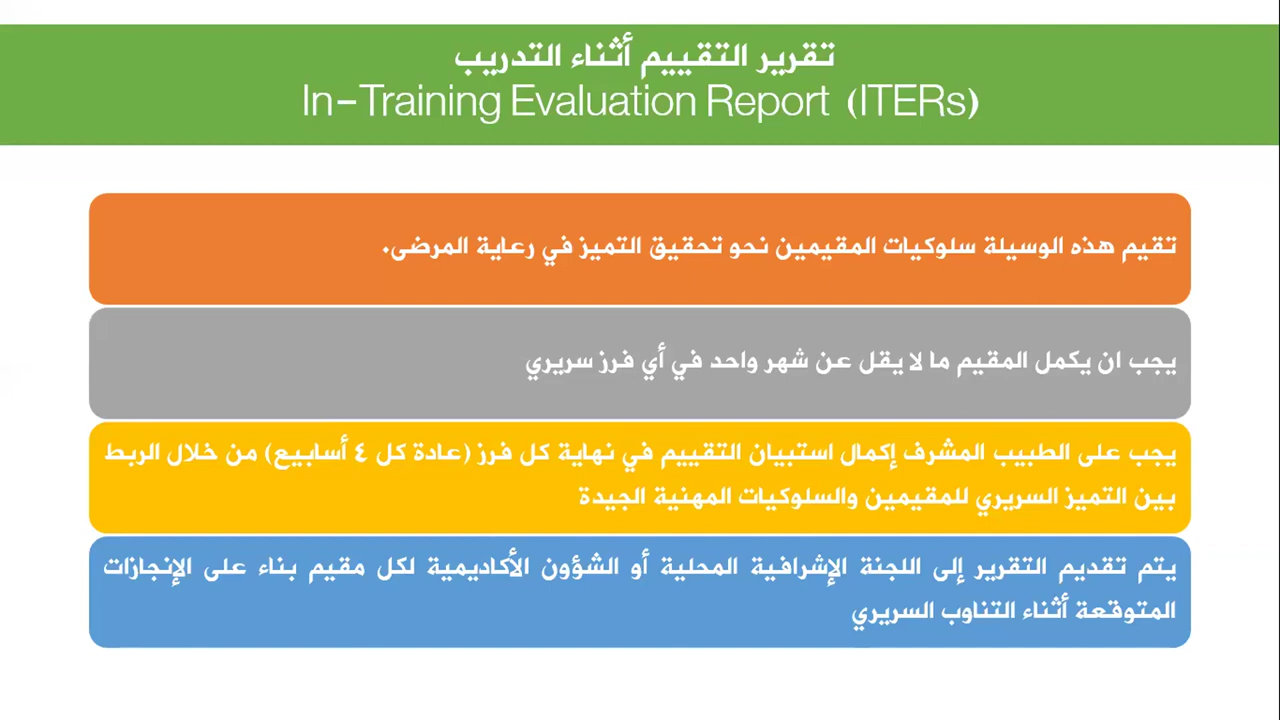 تقرير التقييم أثناء التدريب
In-Training Evaluation Report (ITERs)
تقيم هذه الوسيلة سلوكيات المقيمين نحو تحقيق التميز في رعاية المرضى.
يجب ان يكمل المقيم ما لا يقل عن شهر واحد في أي فرز سريري
يجب على الطبيب المشرف إكمال استبيان التقييم في نهاية كل فرز (عادة كل ٤ أسابيع) من خلال الربط
بين التميز السريري للمقيمين والسلوكيات المهنية الجيدة
يتم تقديم التقرير إلى اللجنة الإشرافية المحلية أو الشؤون الأكاديمية لكل مقيم بناء على الإنجازات
المتوقعة أثناء التناوب السريري